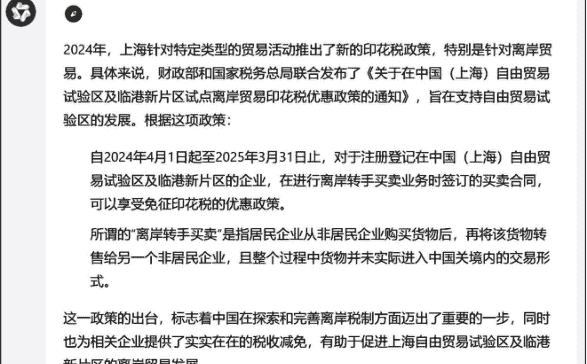 2024年，上海针对特定类型的贸易活动推出了新的印花税政策，特别是针对离岸贸
易。具体来说，财政部和国家税务总局联合发布了《关于在中国（上海）自由贸易
试验区及临港新片区试点离岸贸易印花税优惠政策的通知》，旨在支持自由贸易试
验区的发展。根据这项政策：
自2024年4月1日起至2025年3月31日止，对于注册登记在中国（上海）自由贸
易试验区及临港新片区的企业，在进行离岸转手买卖业务时签订的买卖合同，
可以享受免征印花税的优惠政策。
所谓的“离岸转手买卖”是指居民企业从非居民企业购买货物后，再将该货物转
售给另一个非居民企业，且整个过程中货物并未实际进入中国关境内的交易形
式。
这一政策的出台，标志着中国在探索和完善离岸税制方面迈出了重要的一步，同时
也为相关企业提供了实实在在的税收减免，有助于促进上海自由贸易试验区及临港
新片区的离岸贸易发展。